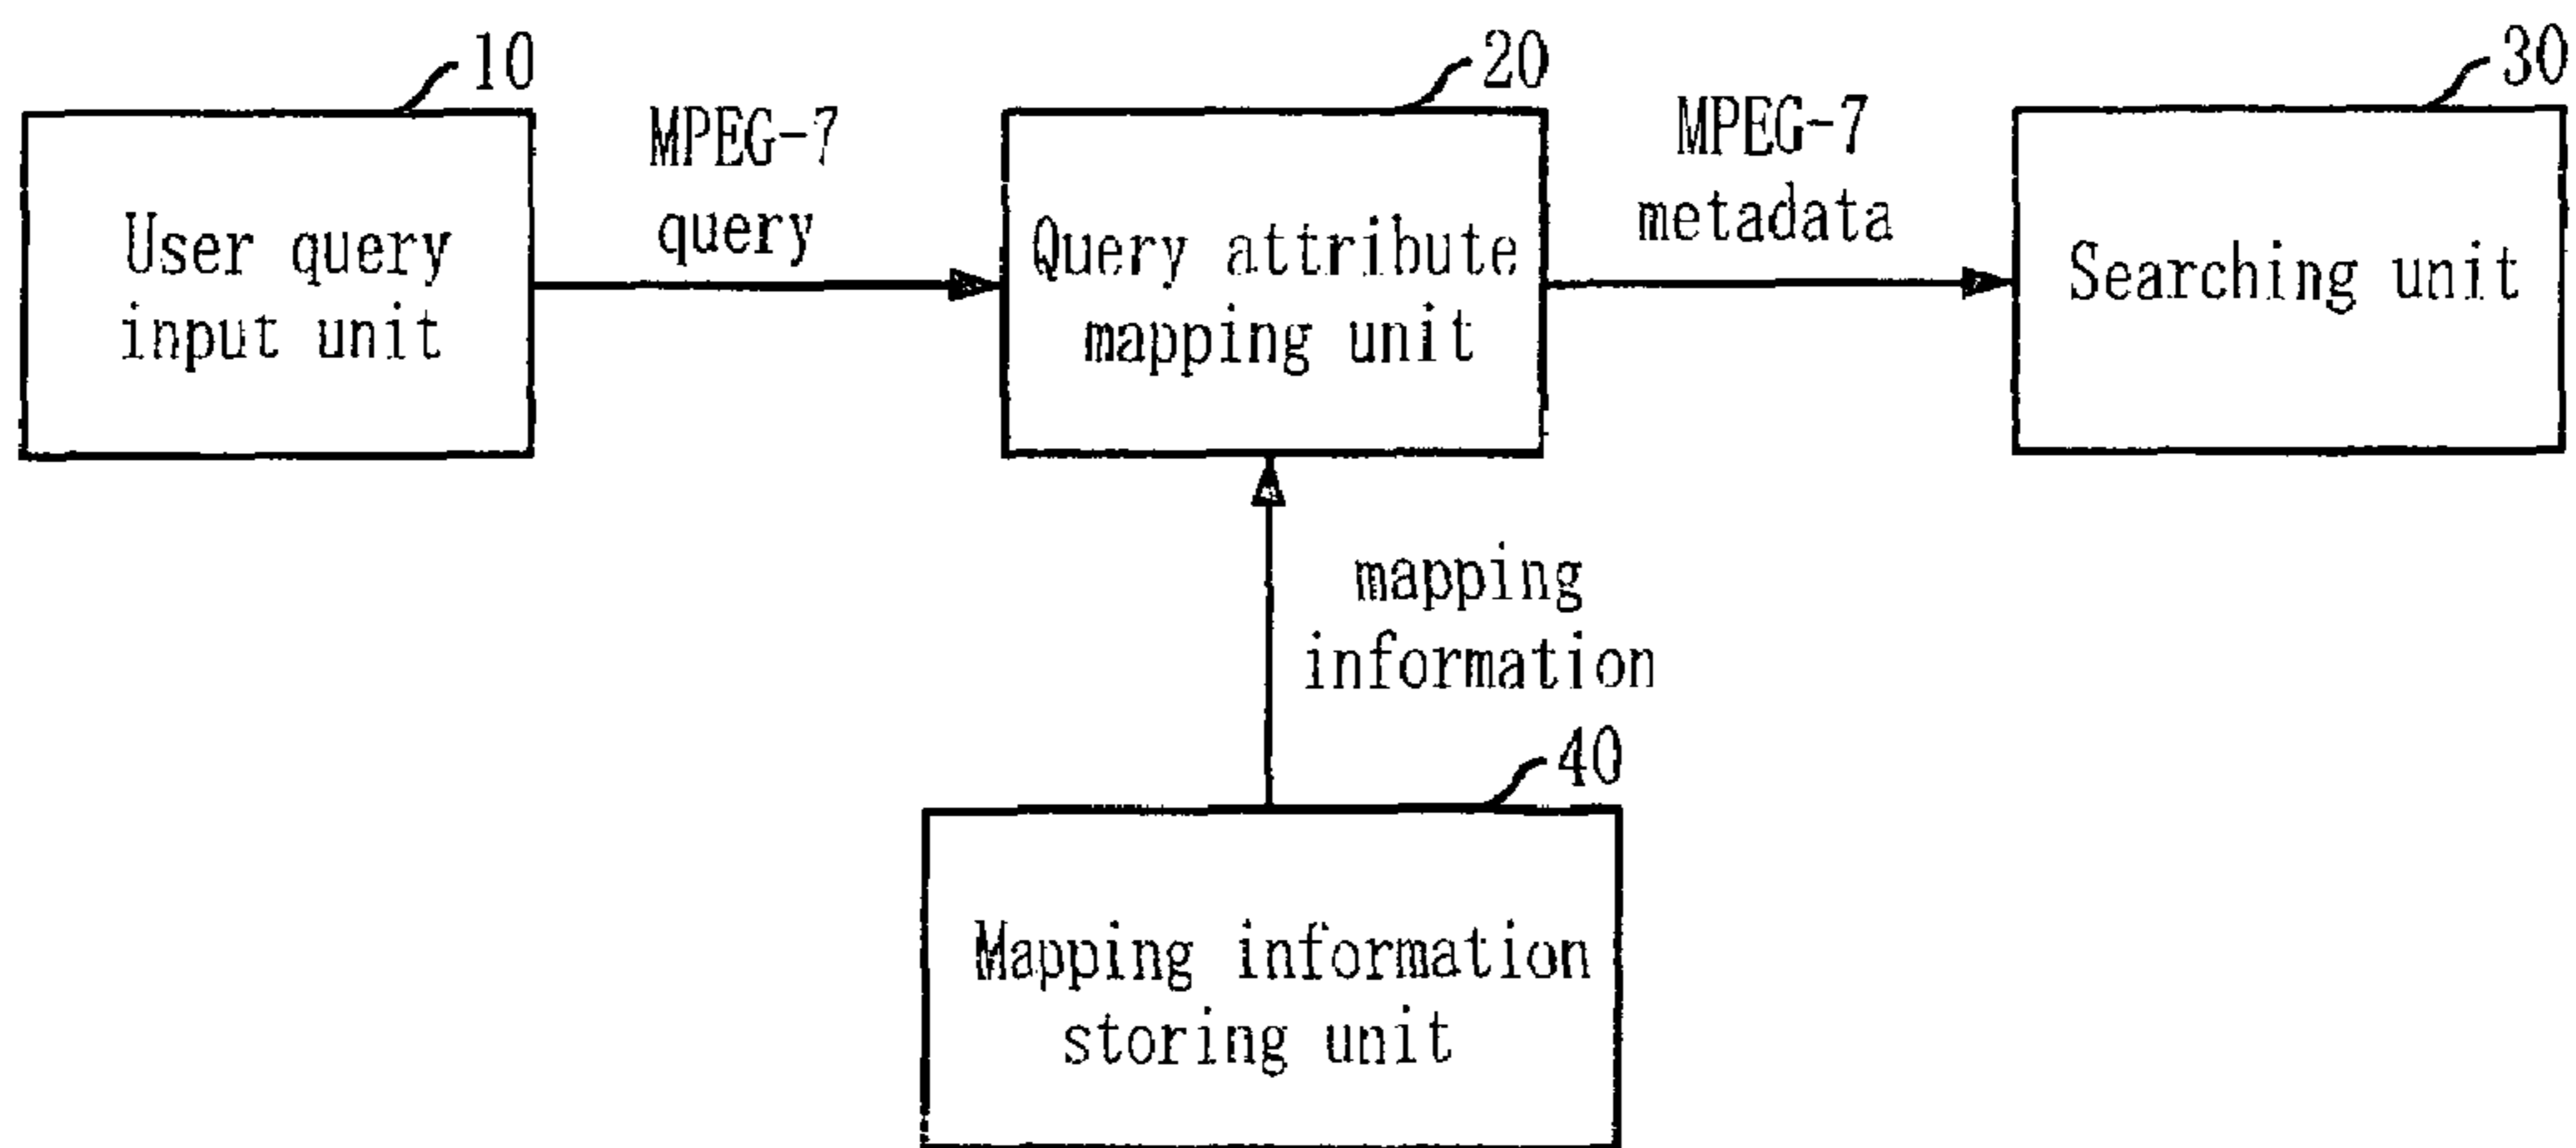 10
20
30
MPEG-7
query
MPEG-7
metadata
User query
input unit
Query attribute
mapping unit
Searching unit
mapping
information
40
Mapping information
storing unit